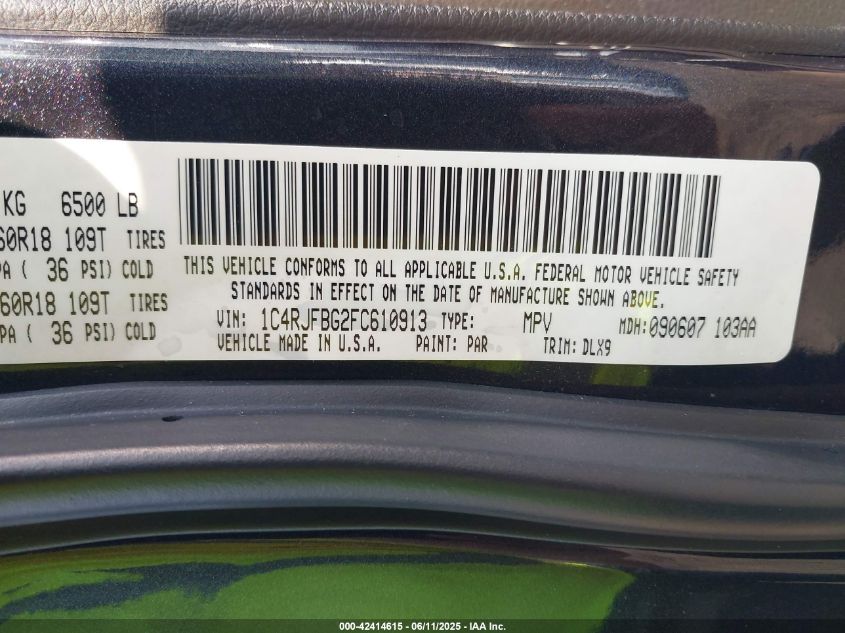 KG 6500 LB
60R18 109T TIRES
PA ( 36 PSI) COLD
60R18 109T TIRES
PA ( 36 PSI) COLD
THIS VEHICLE CONFORMS TO ALL APPLICABLE U.S.A. FEDERAL MOTOR VEHICLE SAFETY
STANDARDS IN EFFECT ON THE DATE OF MANUFACTURE SHOWN ABOVE.
VIN: 1C4RJFBG2FC610913 TYPE: MPV MDH: 090607 103AA
VEHICLE MADE IN U.S.A. PAINT: PAR TRIM: DLX9
000-42414615 - 06/11/2025 - IAA Inc.